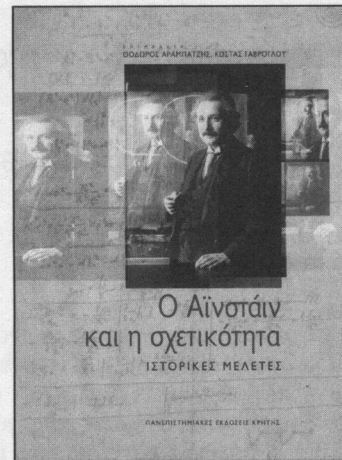 ΕΠΙΜΕΛΕΙΑ
ΘΟΔΩΡΟΣ ΑΡΑΜΠΑΤΖΗΣ, ΚΩΣΤΑΣ ΓΑΒΡΟΓΛΟΥ
Ο Αϊνστάιν
και η σχετικότητα
ΙΣΤΟΡΙΚΕΣ ΜΕΛΕΤΕΣ
ΠΑΝΕΠΙΣΤΗΜΙΑΚΕΣ ΕΚΔΟΣΕΙΣ ΚΡΗΤΗΣ